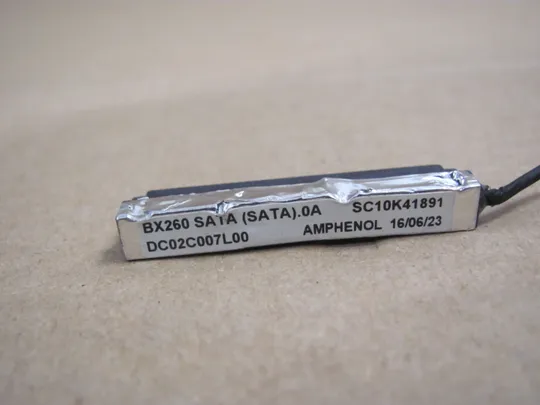 BX260 SATA (SATA).0A SC10K41891
DC02C007L00 AMPHENOL 16/06/23